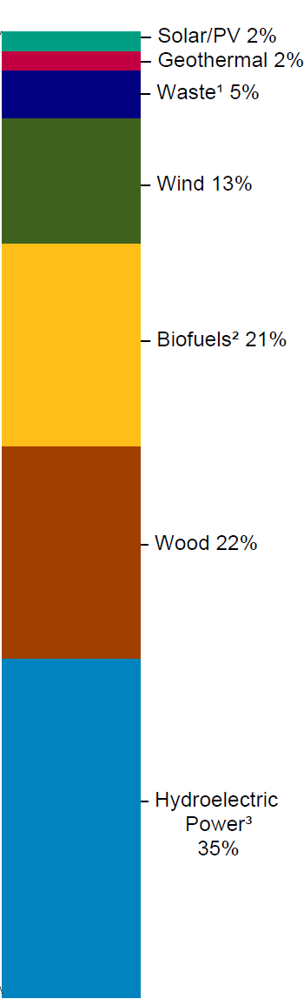 Solar/PV 2%
Geothermal 2%
Waste¹ 5%
Wind 13%
Biofuels² 21%
Wood 22%
Hydroelectric
Power³
35%